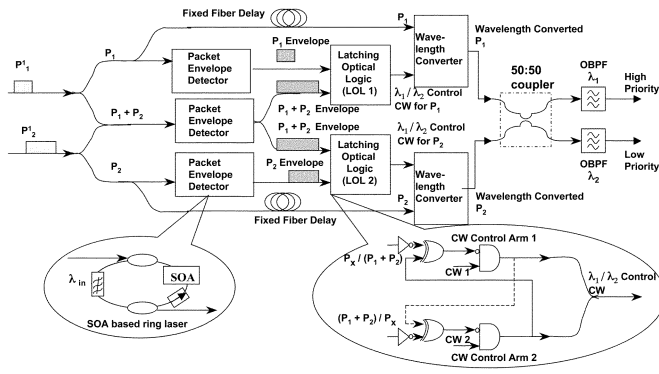 Fixed Fiber Delay
P1
Wavelength Converted
P1
P¹1
P1
Packet
Envelope
Detector
P1 Envelope
Latching
Optical
Logic
(LOL 1)
Wave-
length
Converter
50:50
coupler
OBPF
λ1
High
Priority
P1 + P2
Packet
Envelope
Detector
P1 + P2 Envelope
P1 + P2 Envelope
λ1 / λ2 Control
CW for P1
P¹2
P2
Packet
Envelope
Detector
P2 Envelope
Latching
Optical
Logic
(LOL 2)
λ1 / λ2 Control
CW for P2
Wave-
length
Converter
OBPF
λ2
Low
Priority
P2
Wavelength Converted
P2
Fixed Fiber Delay
λ in
SOA
SOA based ring laser
CW Control Arm 1
Px / (P1 + P2)
CW 1
λ1 / λ2 Control
CW
(P1 + P2) / Px
CW 2
CW Control Arm 2